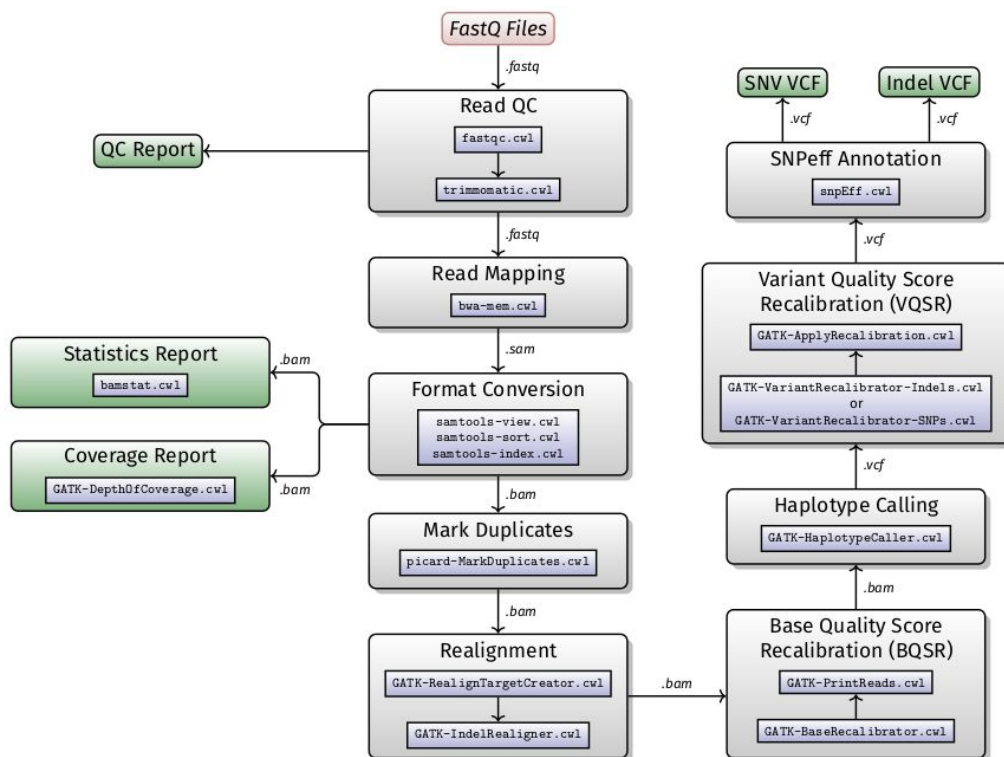 FastQ Files
.fastq
Read QC
fastqc.cwl
trimmomatic.cwl
QC Report
.fastq
Read Mapping
bwa-mem.cwl
.sam
Format Conversion
samtools-view.cwl
samtools-sort.cwl
samtools-index.cwl
.bam
Statistics Report
bamstat.cwl
.bam
Coverage Report
GATK-DepthOfCoverage.cwl
.bam
Mark Duplicates
picard-MarkDuplicates.cwl
.bam
Realignment
GATK-RealignTargetCreator.cwl
GATK-IndelRealigner.cwl
.bam
Base Quality Score
Recalibration (BQSR)
GATK-PrintReads.cwl
GATK-BaseRecalibrator.cwl
.bam
Haplotype Calling
GATK-HaplotypeCaller.cwl
.vcf
Variant Quality Score
Recalibration (VQSR)
GATK-ApplyRecalibration.cwl
GATK-VariantRecalibrator-Indels.cwl
or
GATK-VariantRecalibrator-SNPs.cwl
.vcf
SNPeff Annotation
snpEff.cwl
.vcf
.vcf
SNV VCF
Indel VCF